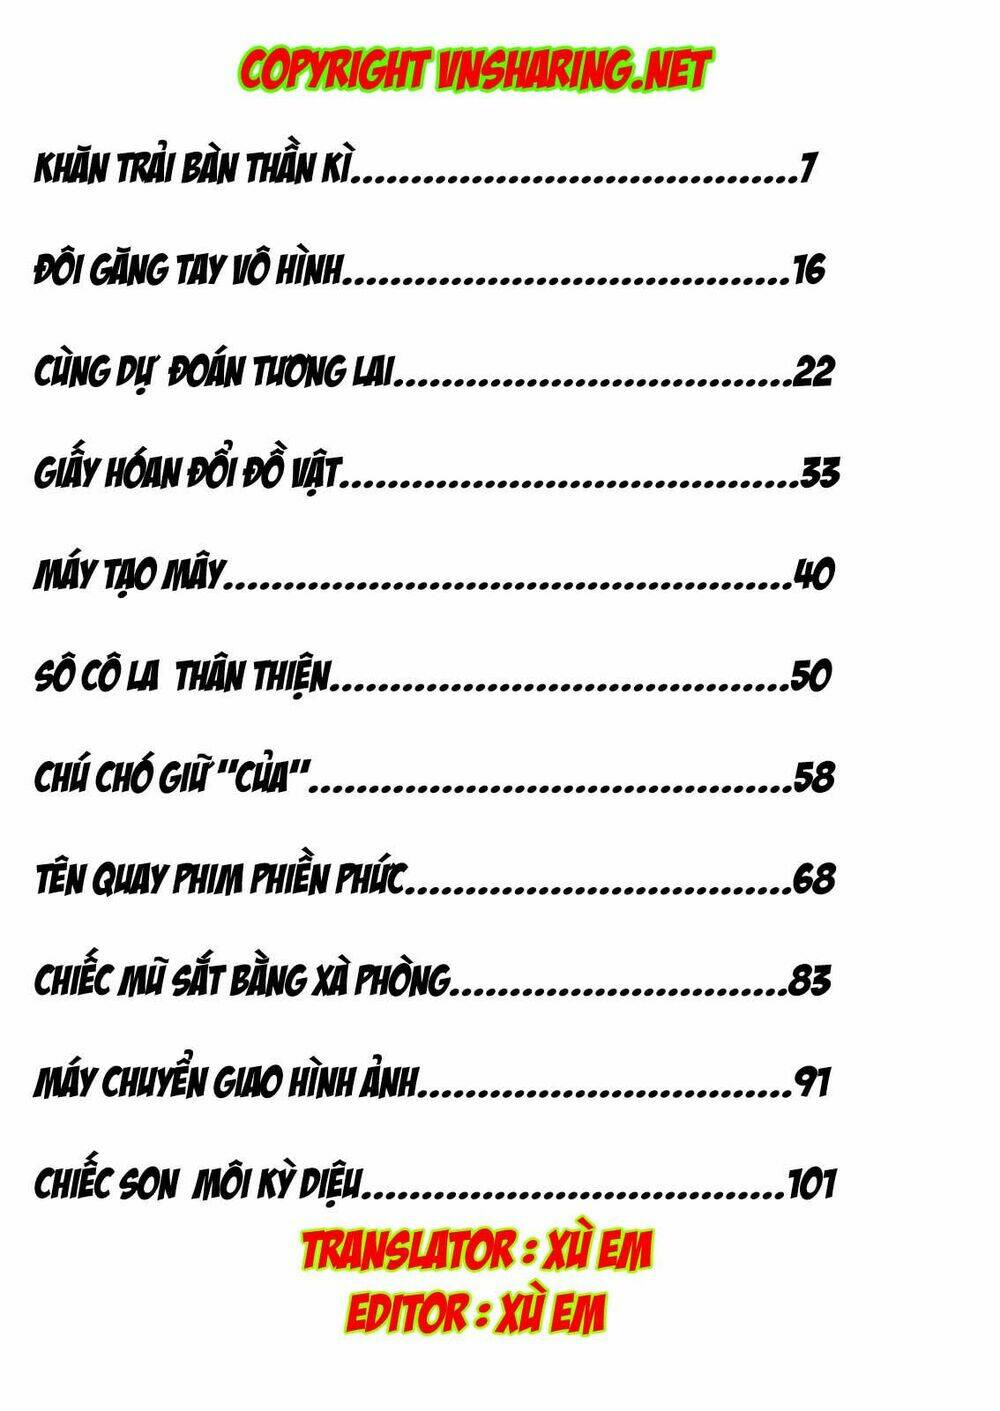 COPYRIGHT VNSHARING.NET
KHĂN TRẢI BÀN THẦN KÌ.....................................7
ĐÔI GĂNG TAY VÔ HÌNH.....................................16
CÙNG DỰ ĐOÁN TƯƠNG LAI.................................22
GIẤY HÓAN ĐỔI ĐỒ VẬT......................................33
MÁY TẠO MÂY...............................................40
SÔ CÔ LA THÂN THIỆN......................................50
CHÚ CHÓ GIỮ "CỦA"........................................58
TÊN QUAY PHIM PHIỀN PHỨC................................68
CHIẾC MŨ SẮT BẰNG XÀ PHÒNG............................83
MÁY CHUYỂN GIAO HÌNH ẢNH...............................91
CHIẾC SON MÔI KỲ DIỆU...................................101
TRANSLATOR : XÙ EM
EDITOR : XÙ EM